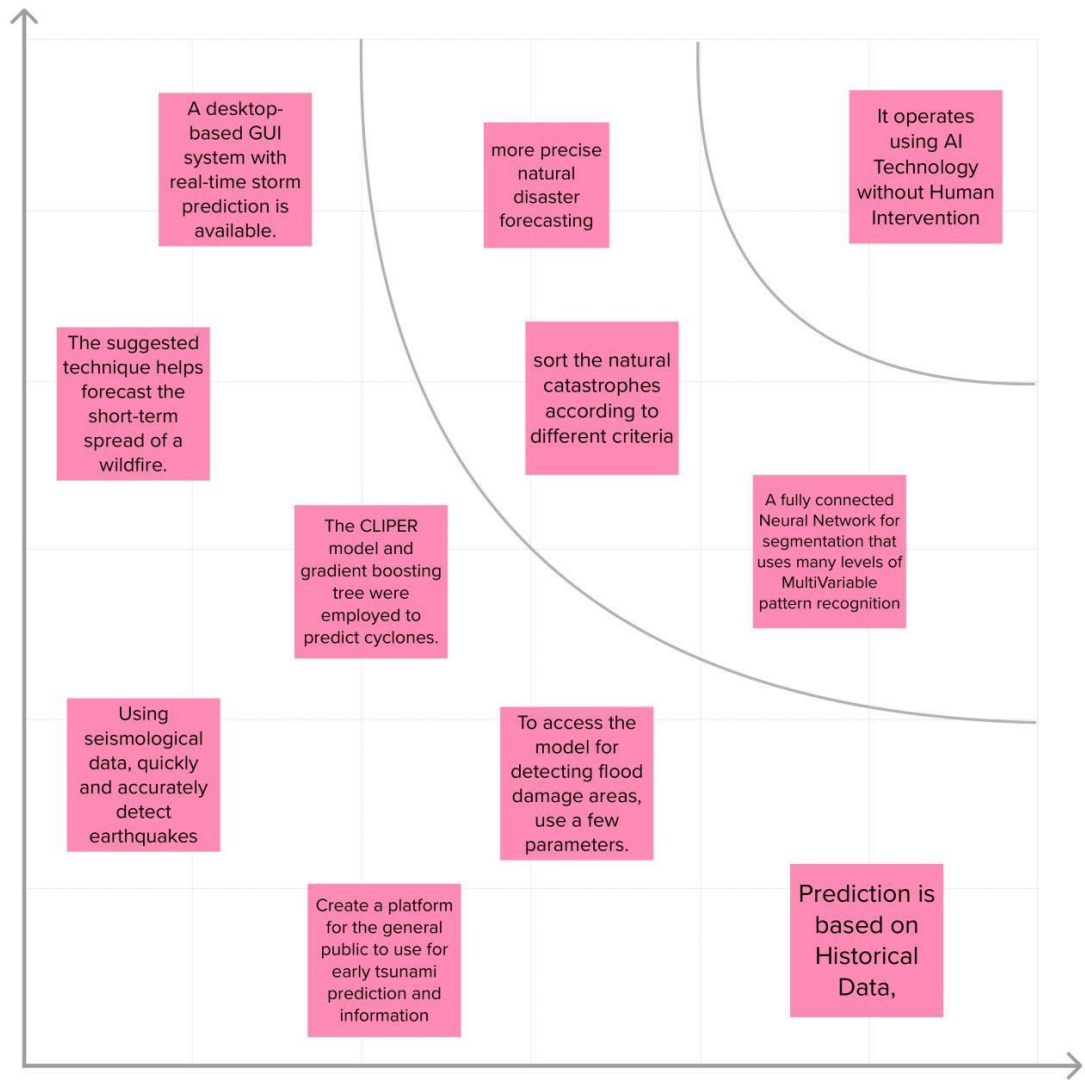 A desktop-
based GUI
system with
real-time storm
prediction is
available.
more precise
natural
disaster
forecasting
It operates
using AI
Technology
without Human
Intervention
The suggested
technique helps
forecast the
short-term
spread of a
wildfire.
sort the natural
catastrophes
according to
different criteria
The CLIPER
model and
gradient boosting
tree were
employed to
predict cyclones.
A fully connected
Neural Network for
segmentation that
uses many levels of
MultiVariable
pattern recognition
Using
seismological
data, quickly
and accurately
detect
earthquakes
To access the
model for
detecting flood
damage areas,
use a few
parameters.
Create a platform
for the general
public to use for
early tsunami
prediction and
information
Prediction is
based on
Historical
Data,